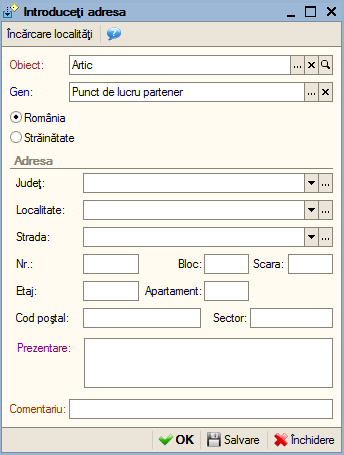 Introduceţi adresa
Încărcare localităţi
Obiect: Artic
Gen: Punct de lucru partener
România
Străinătate
Adresa
Judeţ:
Localitate:
Strada:
Nr.: Bloc: Scara:
Etaj: Apartament:
Cod poştal: Sector:
Prezentare:
Comentariu:
OK Salvare Închidere